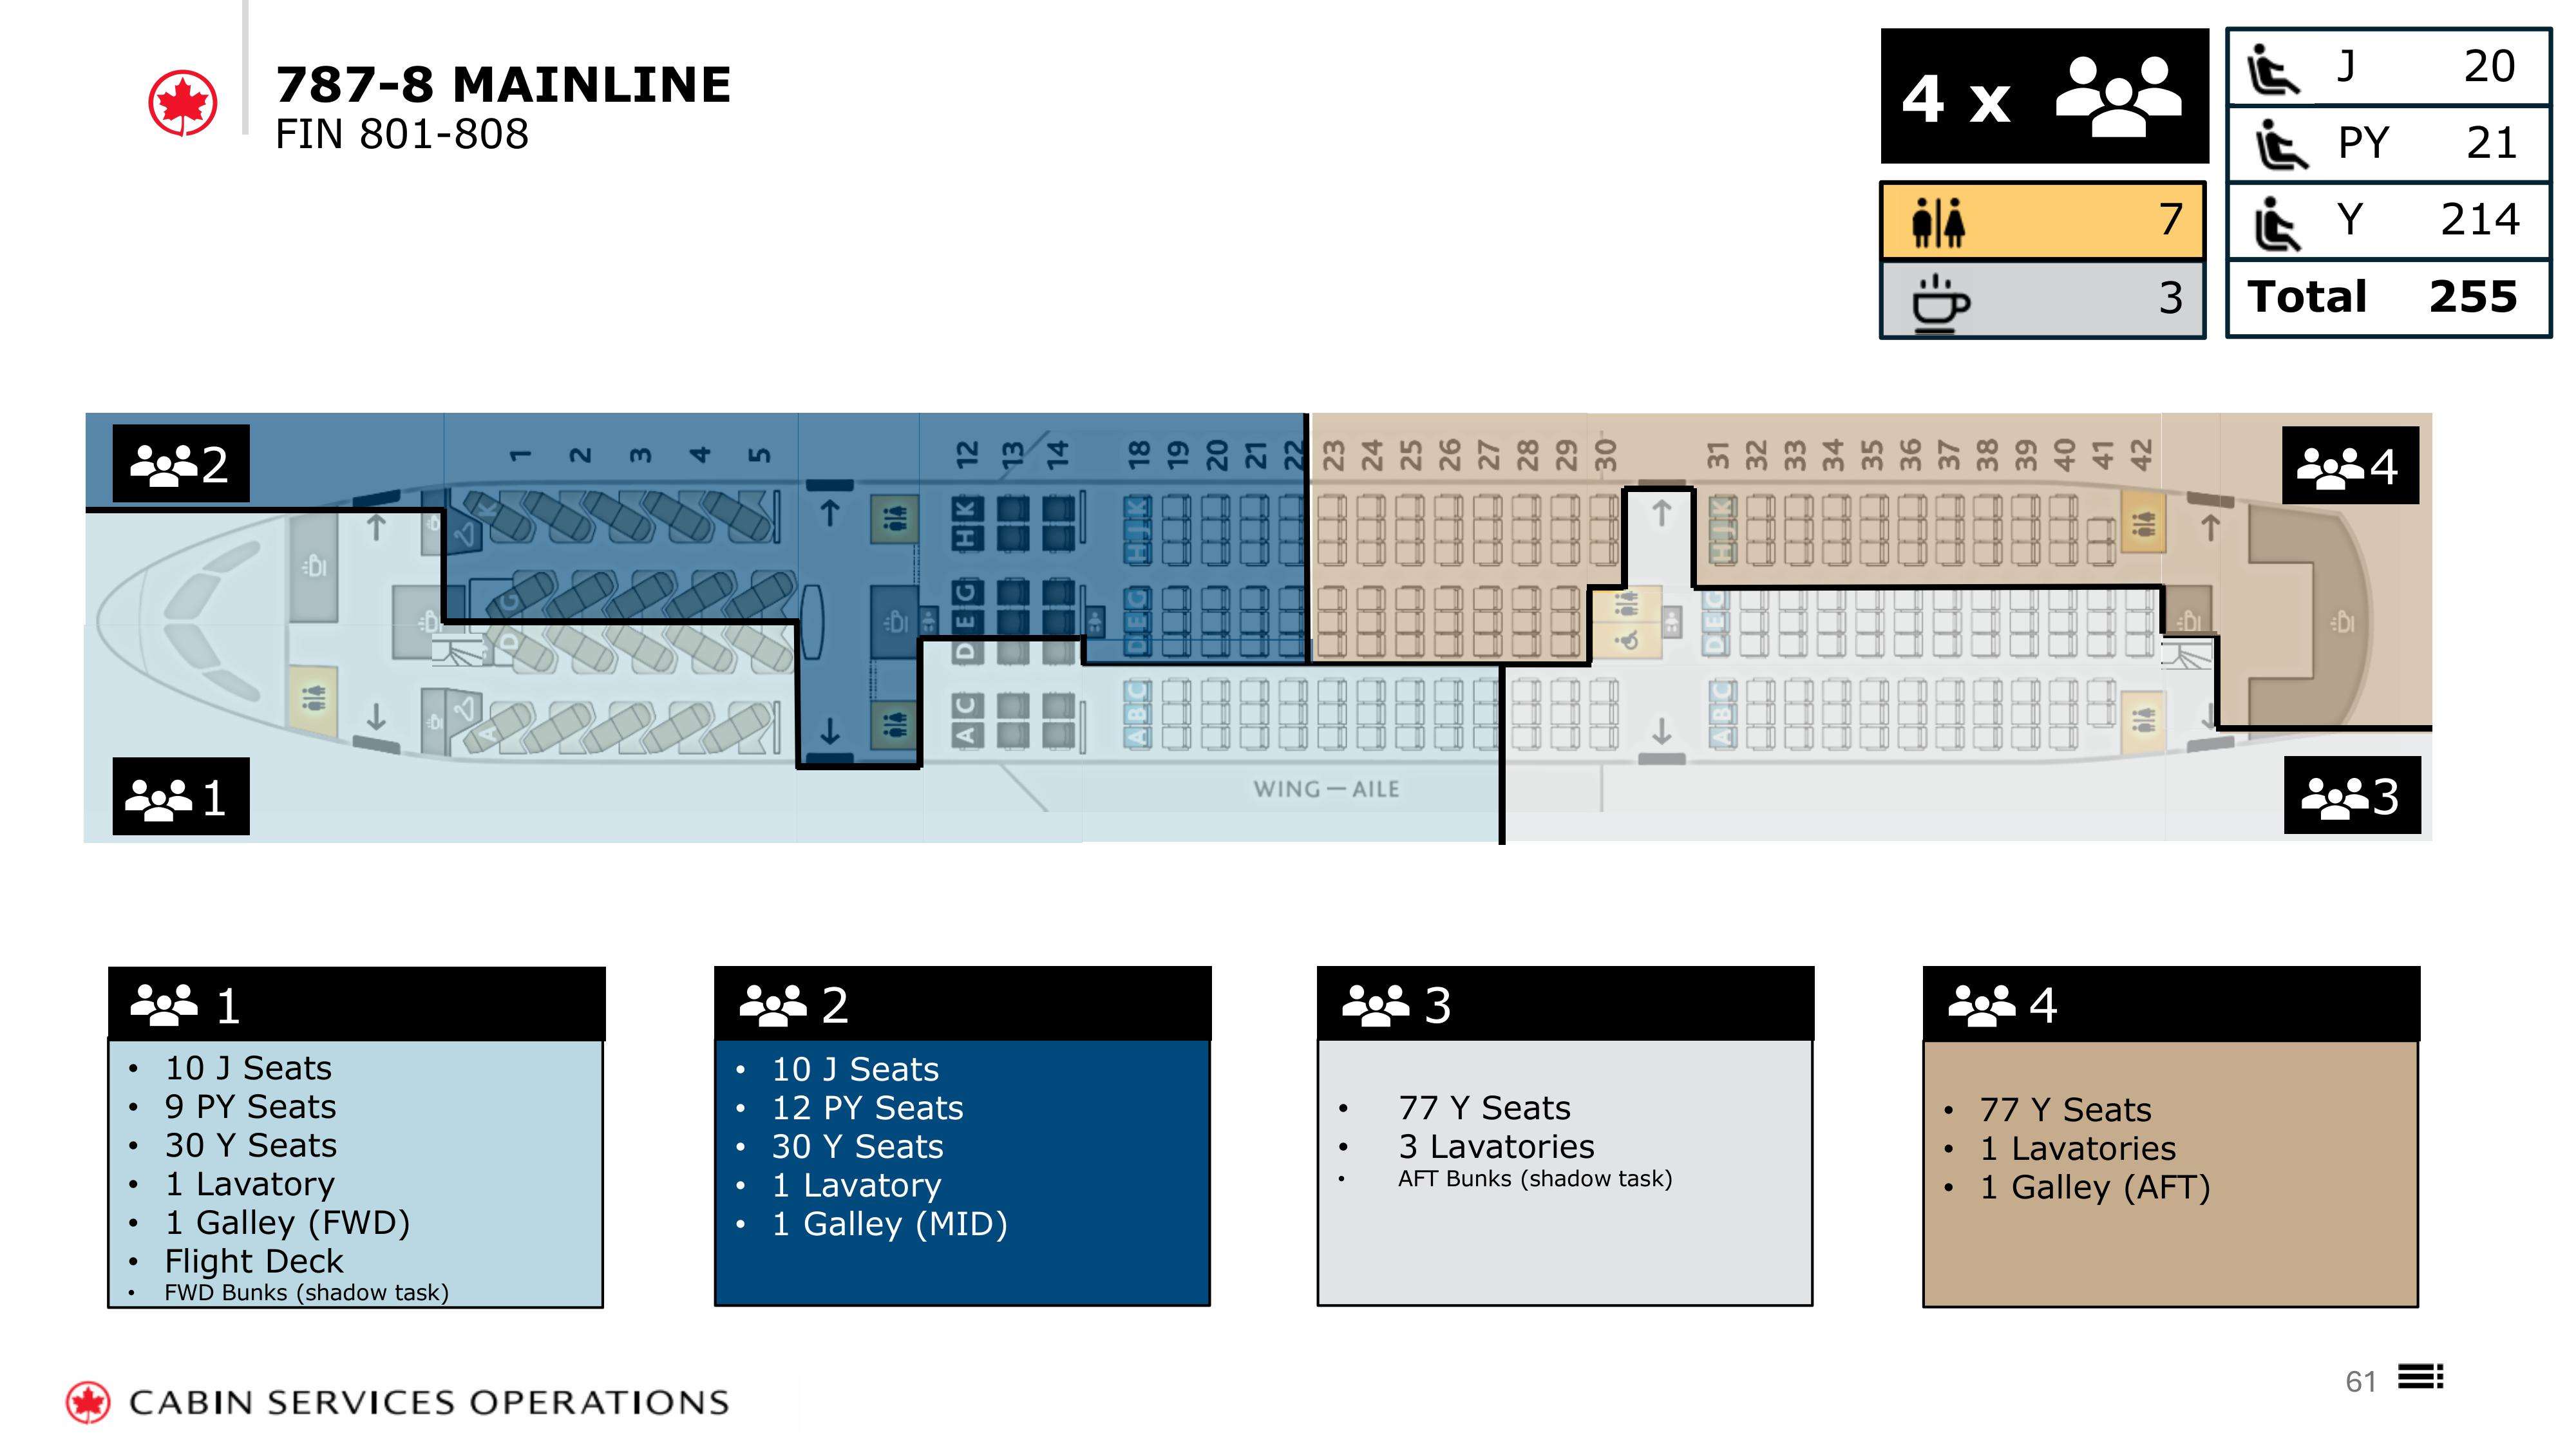 787-8 MAINLINE
FIN 801-808
4 x
7
3
J 20
PY 21
Y 214
Total 255
2
1 2 3 4 5 12 13 14 18 19 20 21 22 23 24 25 26 27 28 29 30 31 32 33 34 35 36 37 38 39 40 41 42
4
K H K H J K H J K
G D E G D E G D E G
D
A A C A B C A B C
WING — AILE
1
3
1
• 10 J Seats
• 9 PY Seats
• 30 Y Seats
• 1 Lavatory
• 1 Galley (FWD)
• Flight Deck
• FWD Bunks (shadow task)
2
• 10 J Seats
• 12 PY Seats
• 30 Y Seats
• 1 Lavatory
• 1 Galley (MID)
3
• 77 Y Seats
• 3 Lavatories
• AFT Bunks (shadow task)
4
• 77 Y Seats
• 1 Lavatories
• 1 Galley (AFT)
CABIN SERVICES OPERATIONS
61